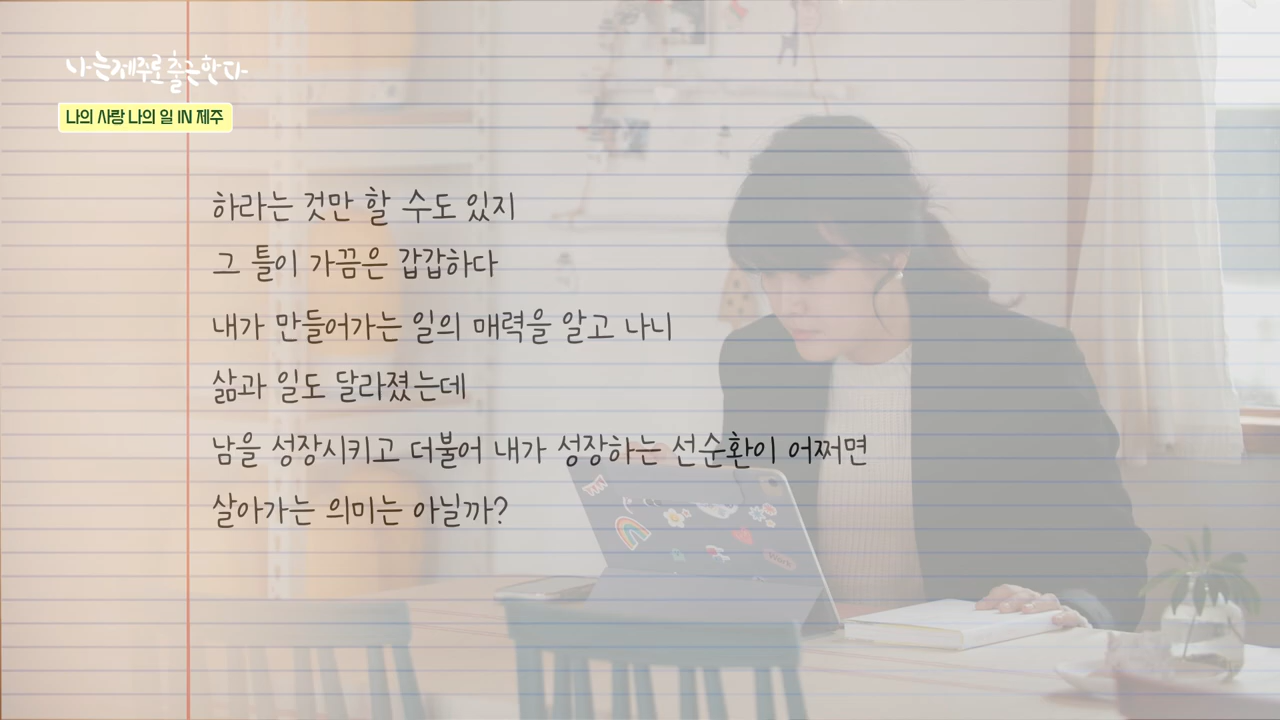 나는 제주로 출근한다
나의 사랑 나의 일 IN 제주
하라는 것만 할 수도 있지
그 틀이 가끔은 갑갑하다
내가 만들어가는 일의 매력을 알고 나니
삶과 일도 달라졌는데
남을 성장시키고 더불어 내가 성장하는 선순환이 어쩌면
살아가는 의미는 아닐까?